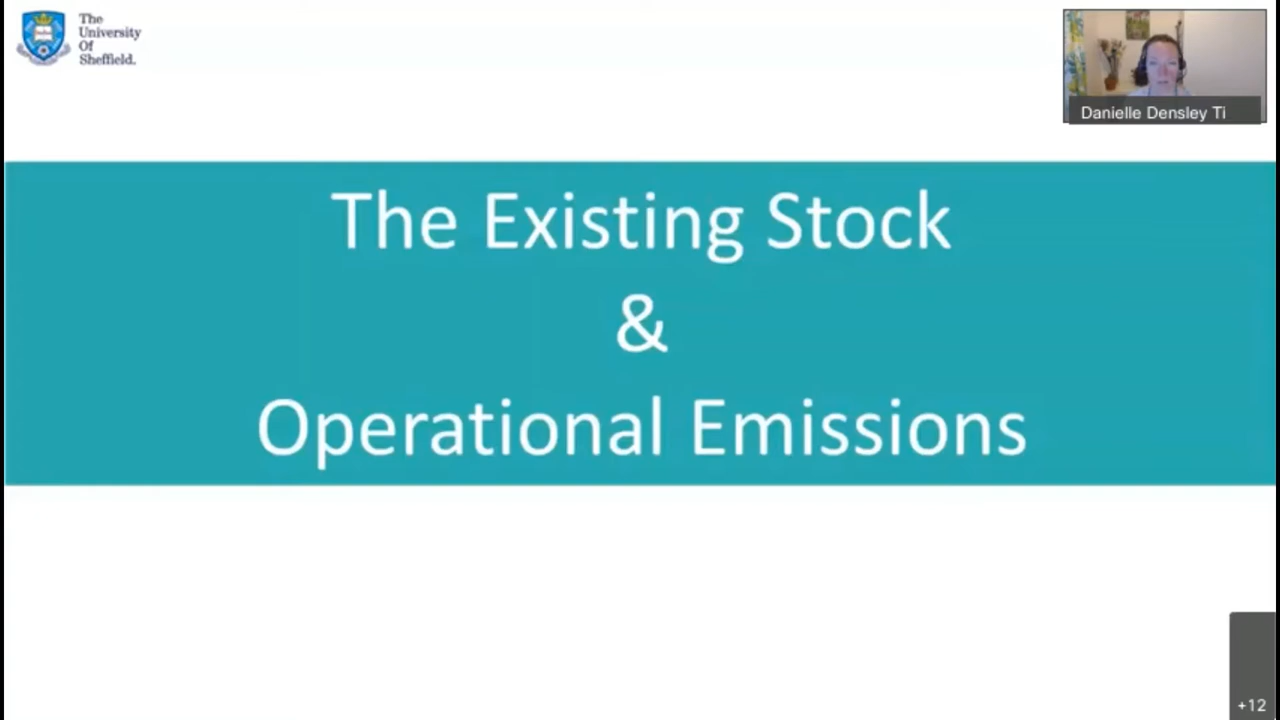 The
University
Of
Sheffield.
Danielle Densley Ti
The Existing Stock
&
Operational Emissions
+12